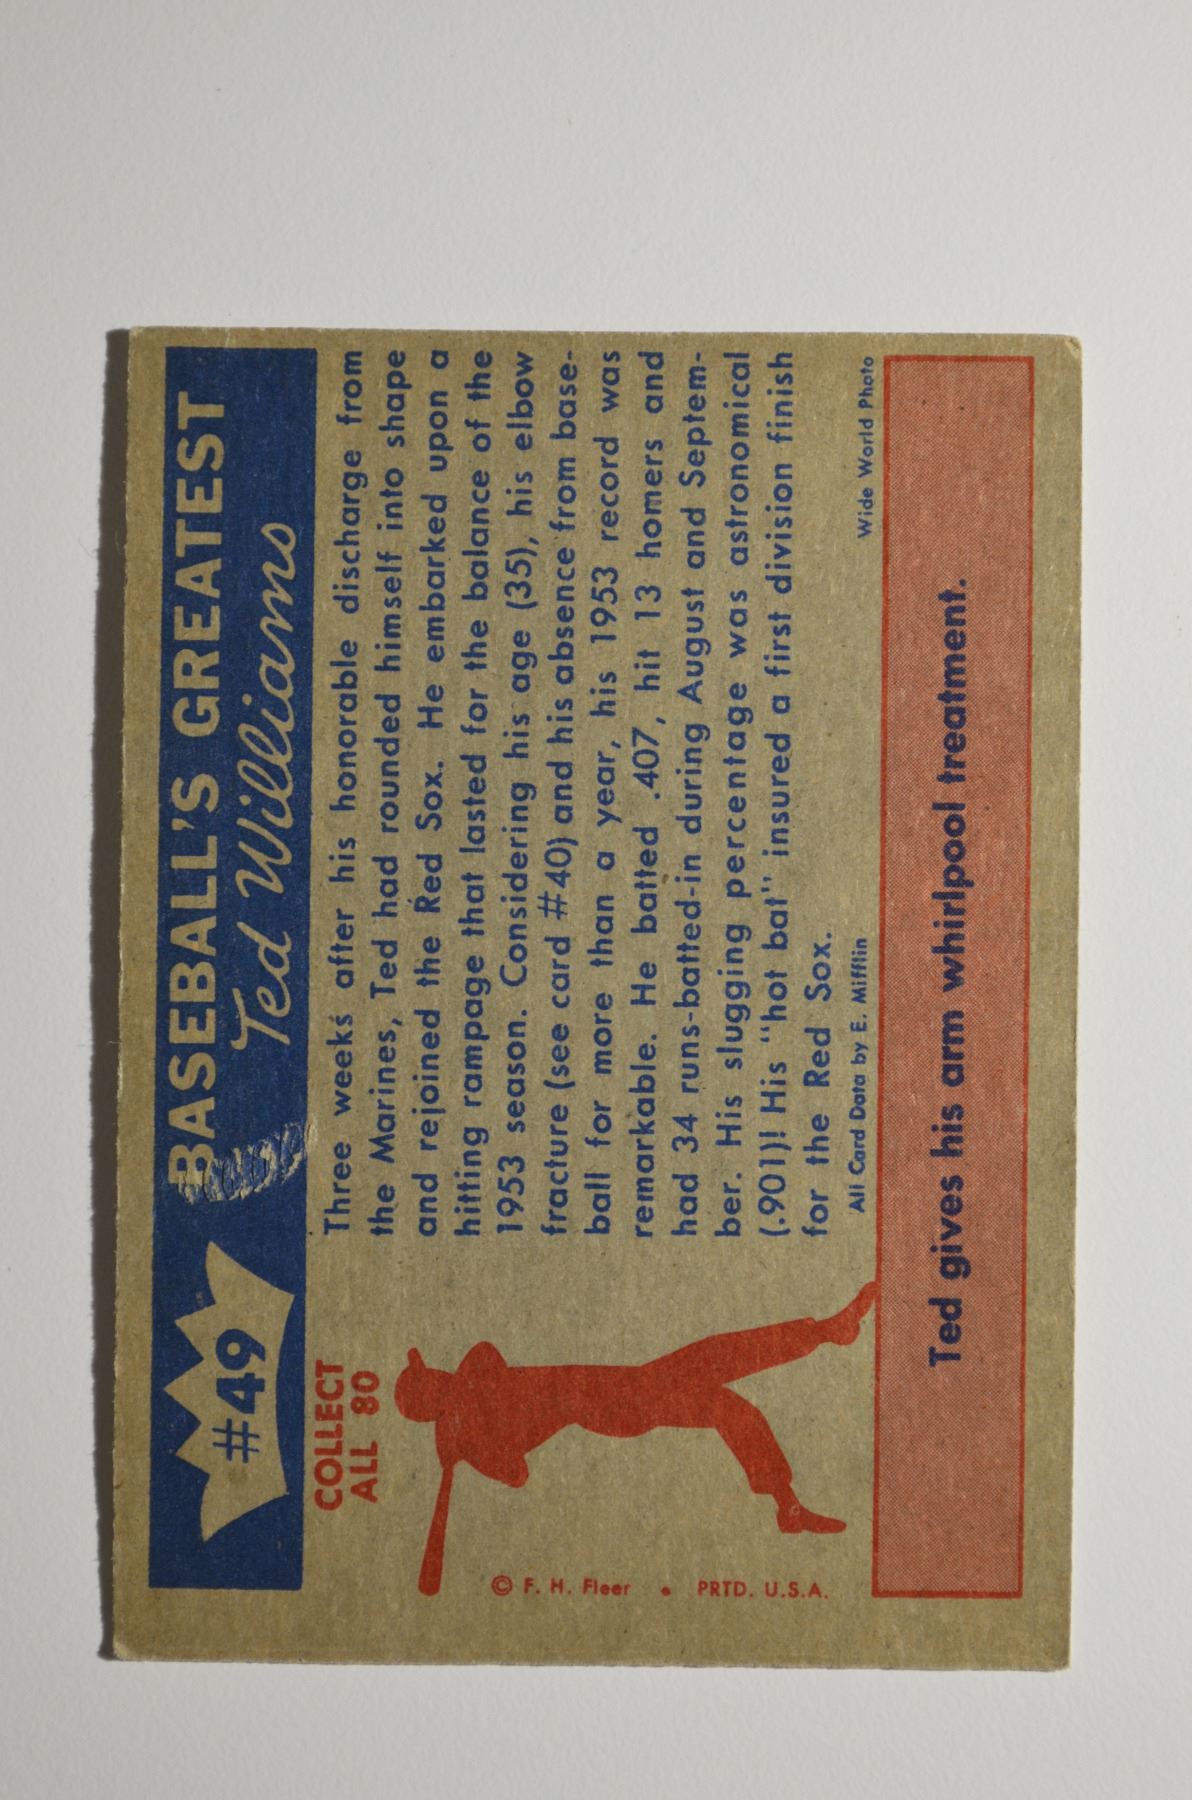 #49
BASEBALL'S GREATEST
Ted Williams
COLLECT
ALL 80
Three weeks after his honorable discharge from
the Marines, Ted had rounded himself into shape
and rejoined the Red Sox. He embarked upon a
hitting rampage that lasted for the balance of the
1953 season. Considering his age (35), his elbow
fracture (see card #40) and his absence from base-
ball for more than a year, his 1953 record was
remarkable. He batted .407, hit 13 homers and
had 34 runs-batted-in during August and Septem-
ber. His slugging percentage was astronomical
(.901)! His "hot bat" insured a first division finish
for the Red Sox.
All Card Data by E. Mifflin
Wide World Photo
© F. H. Fleer • PRTD. U.S.A.
Ted gives his arm whirlpool treatment.